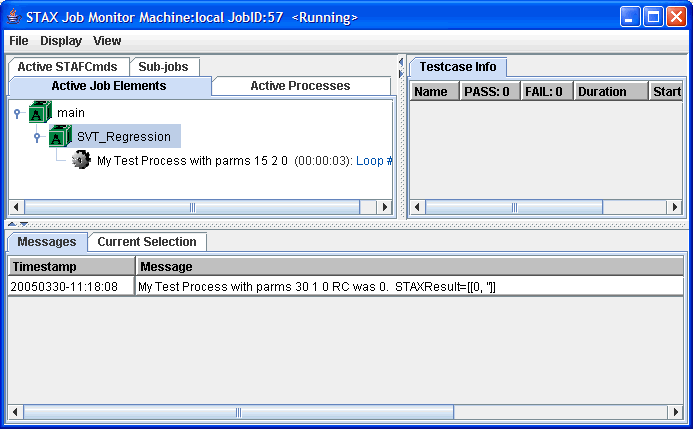 STAX Job Monitor Machine:local JobID:57 <Running>
File Display View
Active STAFCmds Sub-jobs
Active Job Elements Active Processes
main
SVT_Regression
My Test Process with parms 15 2 0 (00:00:03): Loop #
Testcase Info
Name PASS: 0 FAIL: 0 Duration Start
Messages Current Selection
Timestamp Message
20050330-11:18:08 My Test Process with parms 30 1 0 RC was 0. STAXResult=[[0, '']]